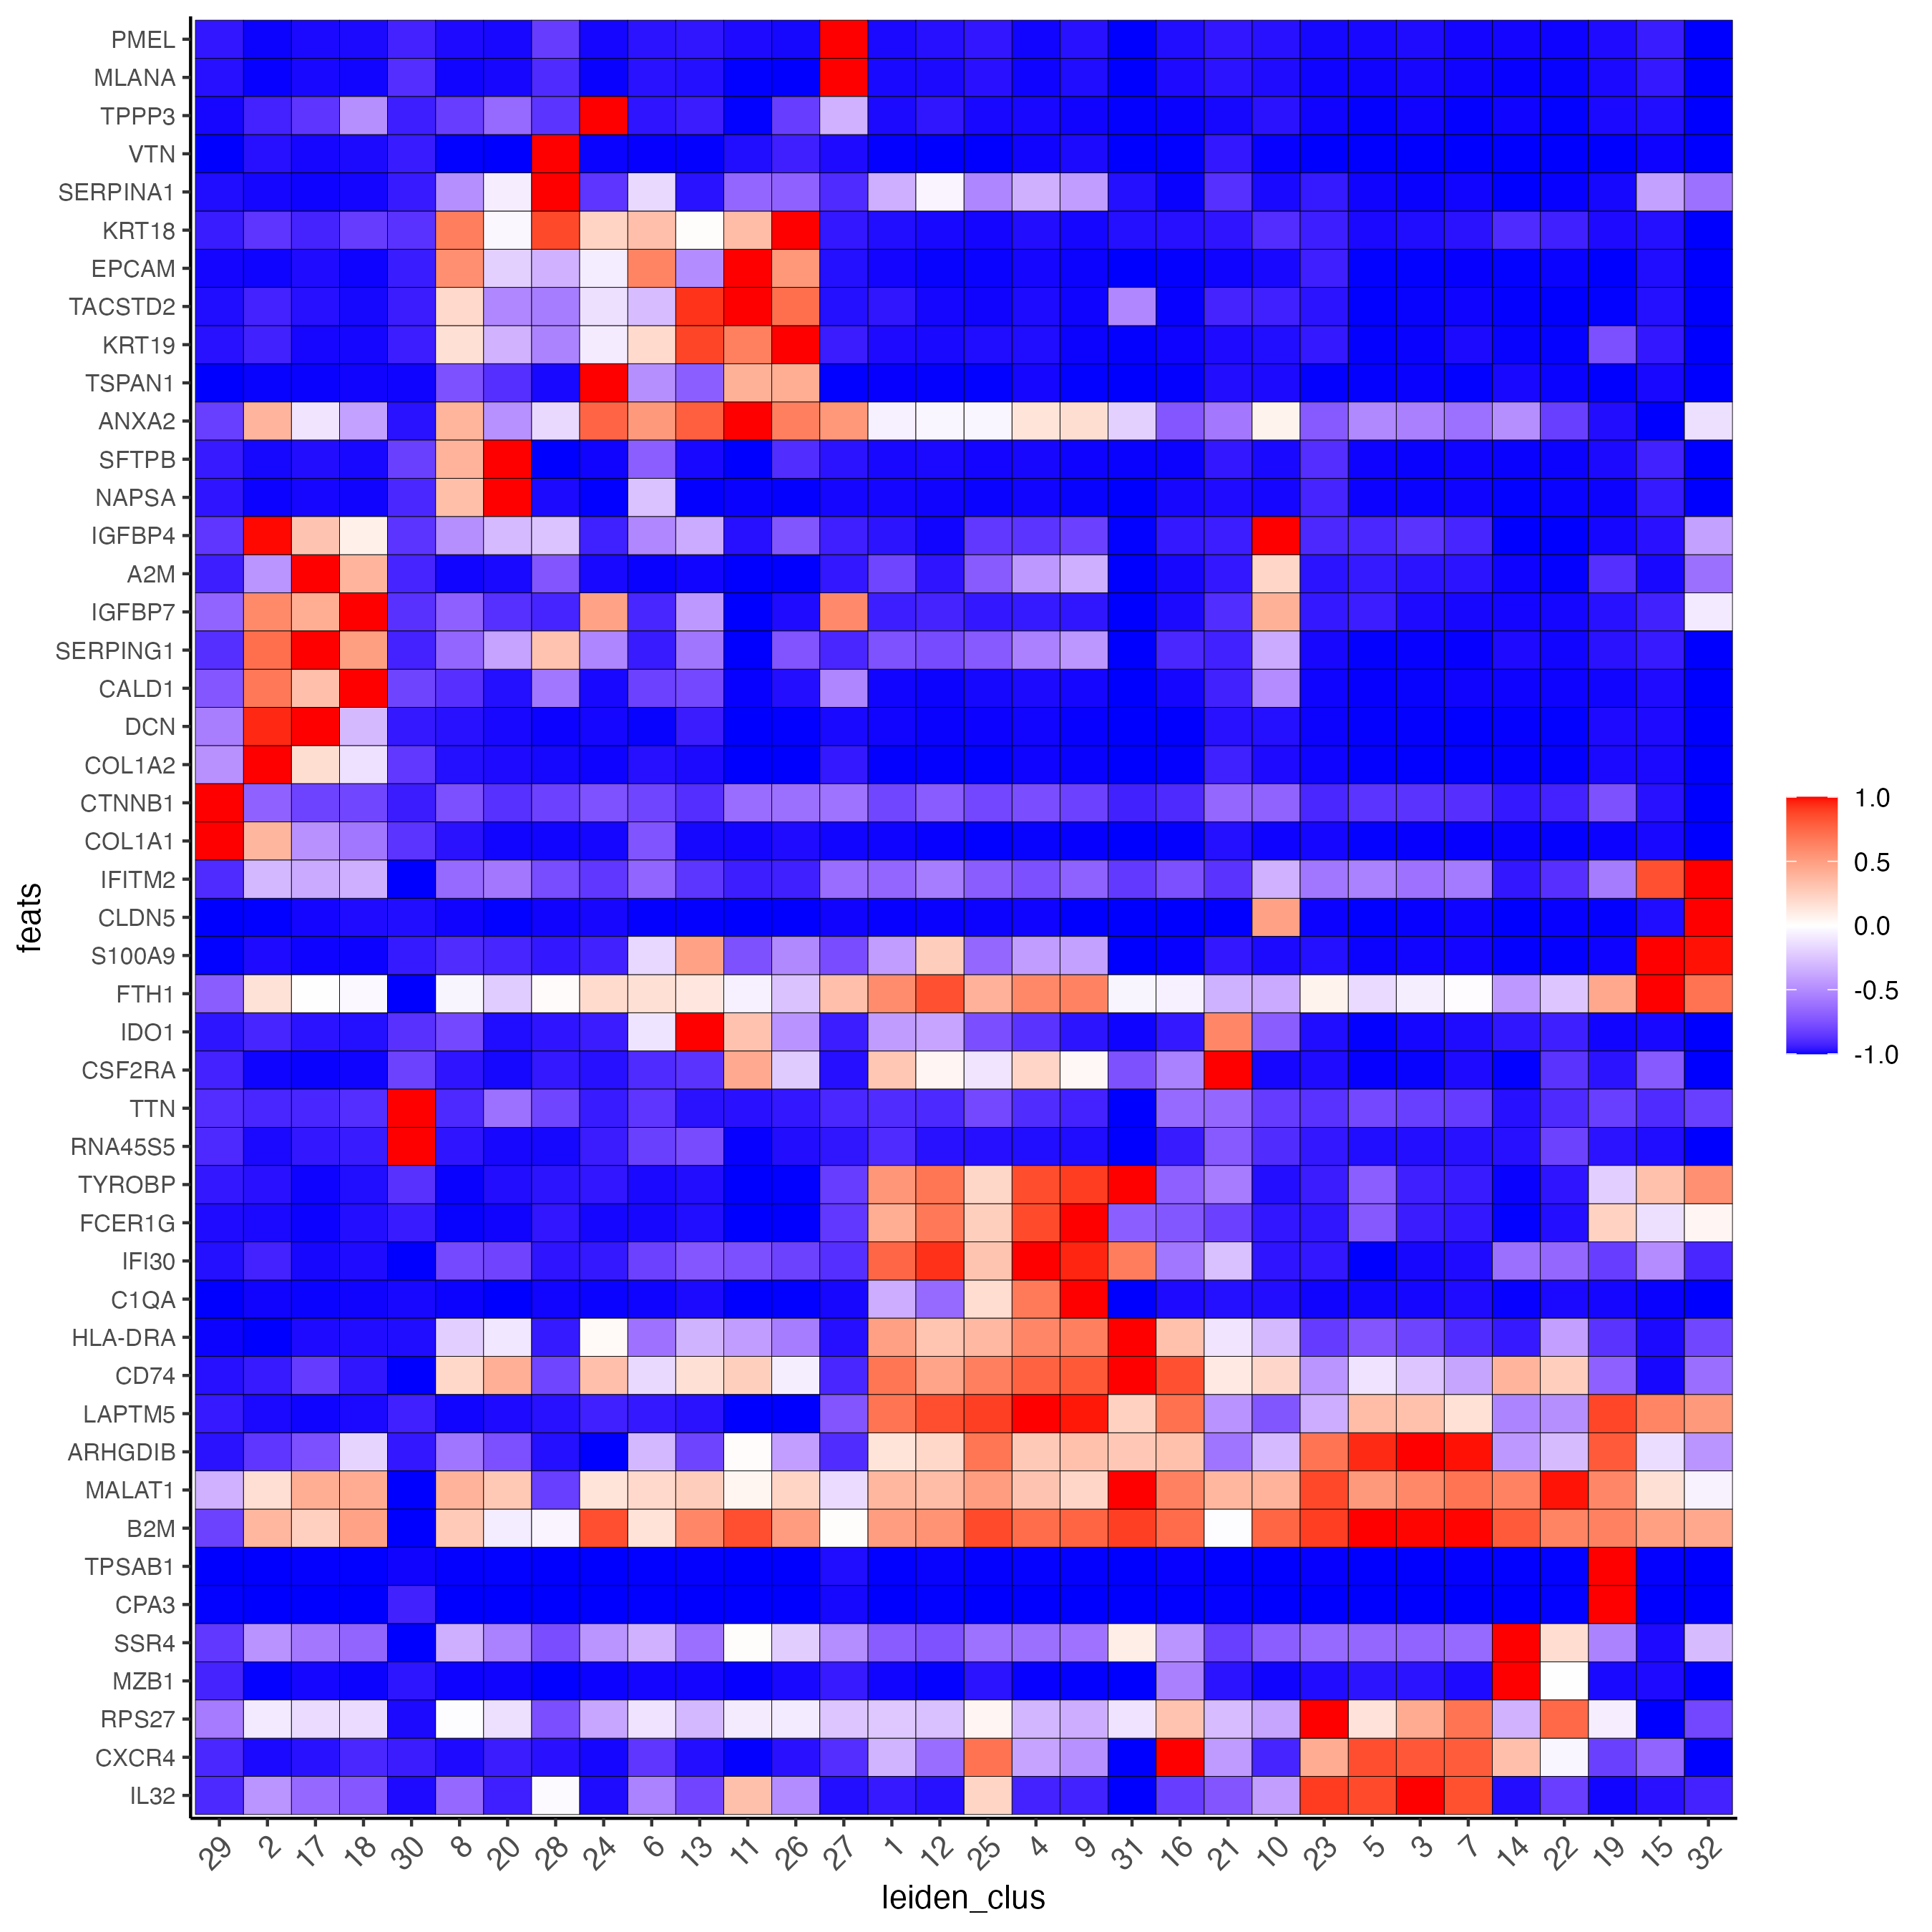 PMEL
MLANA
TPPP3
VTN
SERPINA1
KRT18
EPCAM
TACSTD2
KRT19
TSPAN1
ANXA2
SFTPB
NAPSA
IGFBP4
A2M
IGFBP7
SERPING1
CALD1
DCN
COL1A2
CTNNB1
COL1A1
IFITM2
CLDN5
S100A9
FTH1
IDO1
CSF2RA
TTN
RNA45S5
TYROBP
FCER1G
IFI30
C1QA
HLA-DRA
CD74
LAPTM5
ARHGDIB
MALAT1
B2M
TPSAB1
CPA3
SSR4
MZB1
RPS27
CXCR4
IL32
feats
29 2 17 18 30 8 20 28 24 6 13 11 26 27 1 12 25 4 9 31 16 21 10 23 5 3 7 14 22 19 15 32
leiden_clus
1.0
0.5
0.0
-0.5
-1.0